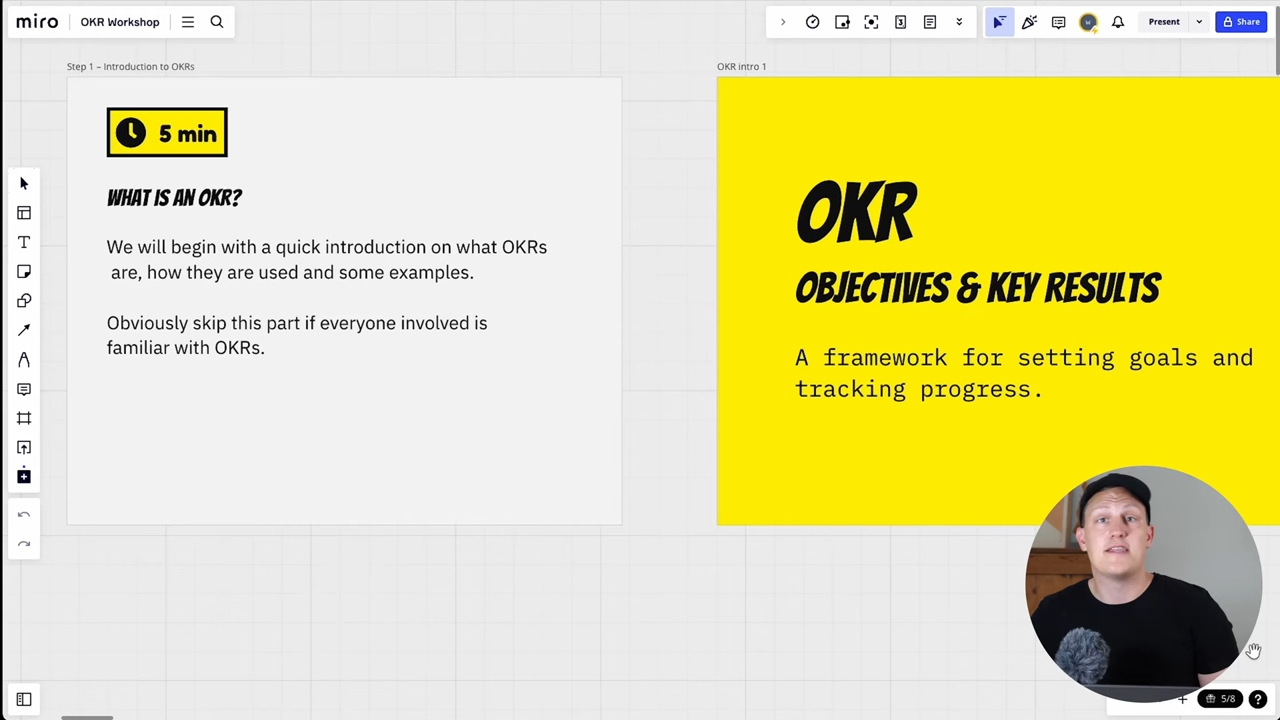 miro
OKR Workshop
3
W
Present
Share
Step 1 – Introduction to OKRs
OKR intro 1
5 min
WHAT IS AN OKR?
We will begin with a quick introduction on what OKRs
are, how they are used and some examples.
Obviously skip this part if everyone involved is
familiar with OKRs.
OKR
OBJECTIVES & KEY RESULTS
A framework for setting goals and
tracking progress.
T
5/8
?